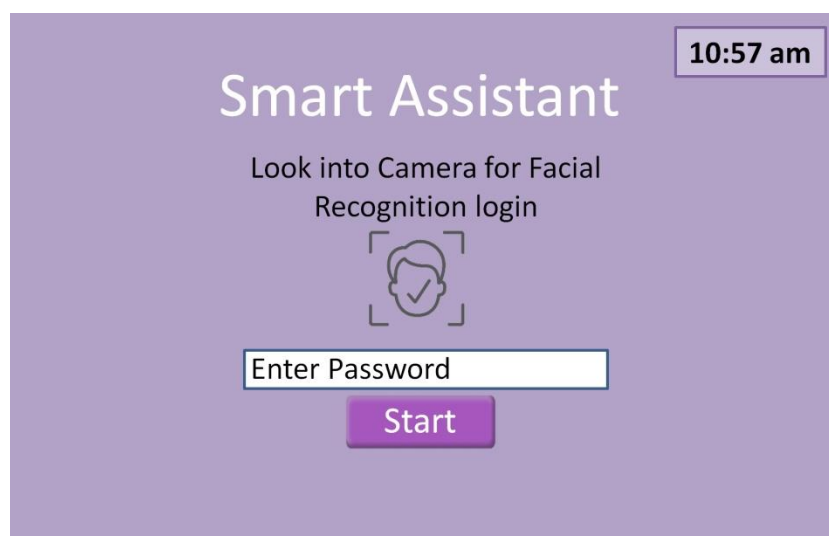 10:57 am
Smart Assistant
Look into Camera for Facial
Recognition login
Enter Password
Start